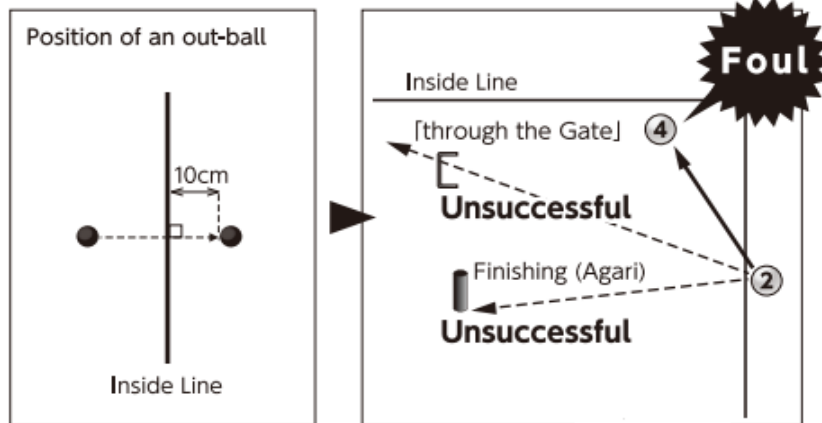 Position of an out-ball
10cm
Inside Line
Foul
Inside Line
｢through the Gate｣
4
Unsuccessful
2
Finishing (Agari)
Unsuccessful